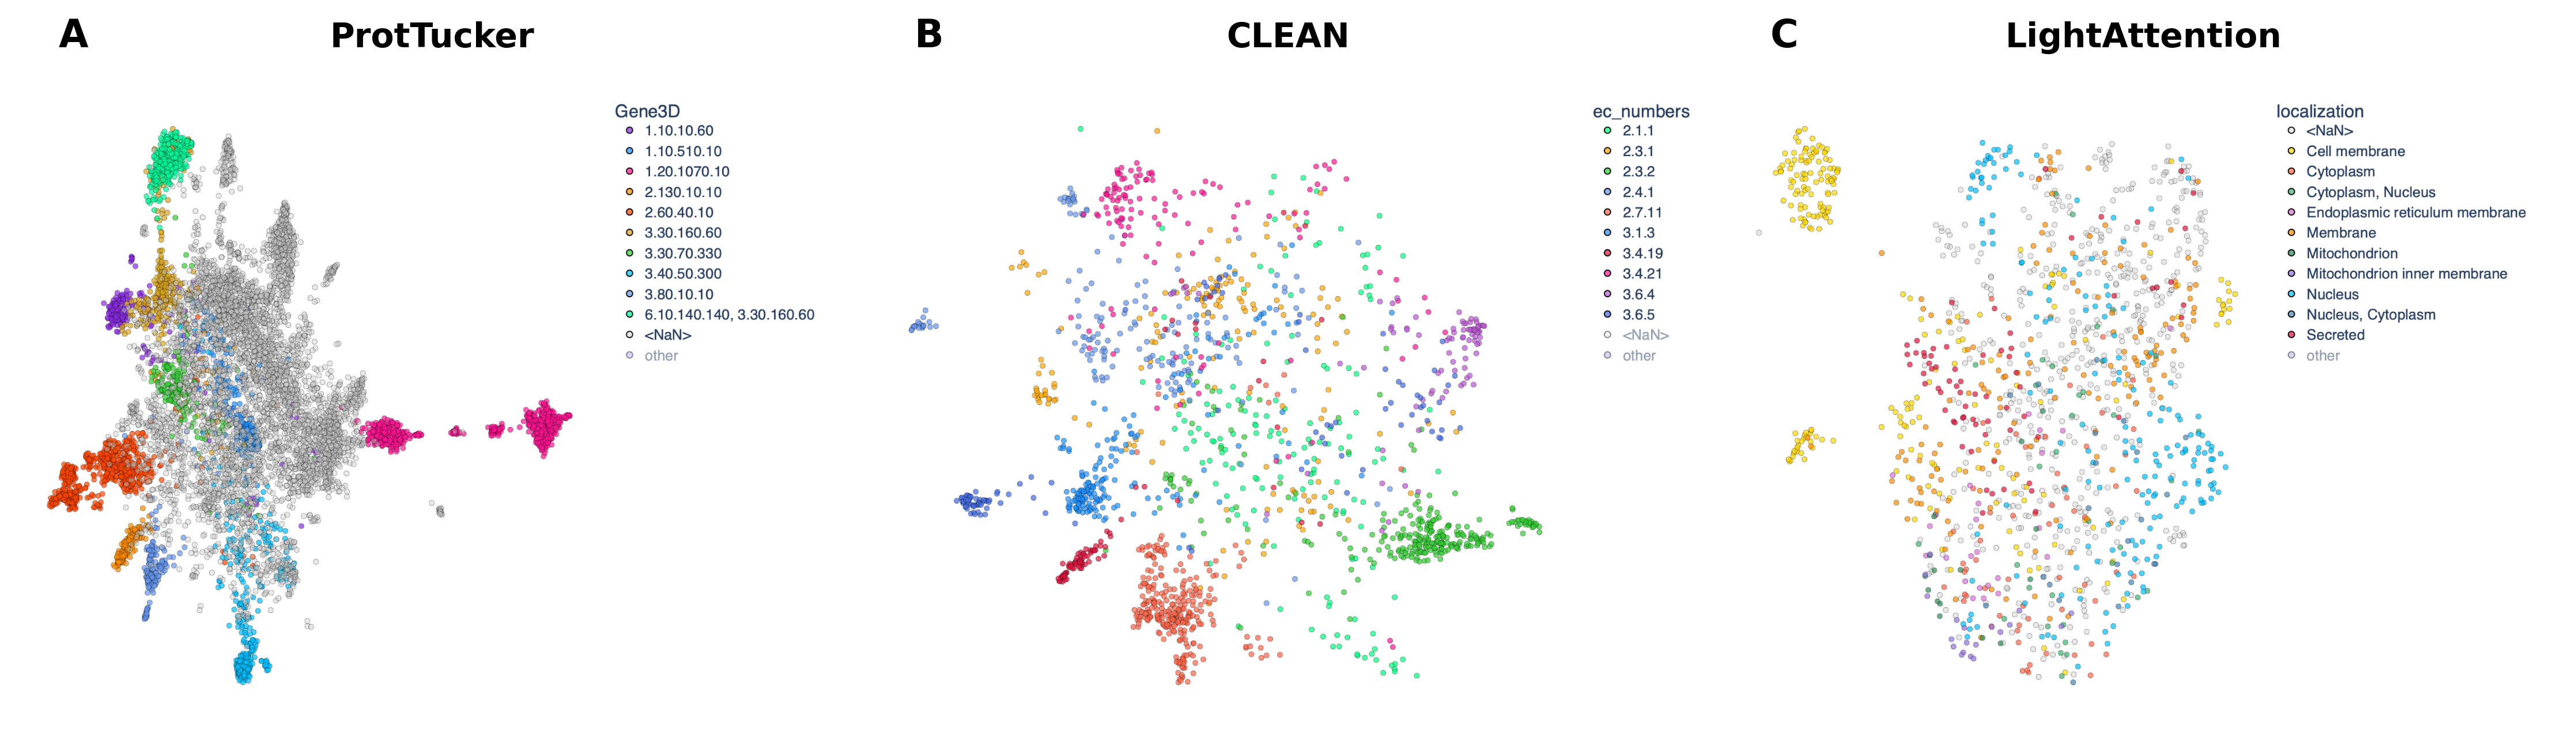 A ProtTucker
Gene3D
1.10.10.60
1.10.510.10
1.20.1070.10
2.130.10.10
2.60.40.10
3.30.160.60
3.30.70.330
3.40.50.300
3.80.10.10
6.10.140.140, 3.30.160.60
<NaN>
other
B CLEAN
ec_numbers
2.1.1
2.3.1
2.3.2
2.4.1
2.7.11
3.1.3
3.4.19
3.4.21
3.6.4
3.6.5
<NaN>
other
C LightAttention
localization
<NaN>
Cell membrane
Cytoplasm
Cytoplasm, Nucleus
Endoplasmic reticulum membrane
Membrane
Mitochondrion
Mitochondrion inner membrane
Nucleus
Nucleus, Cytoplasm
Secreted
other